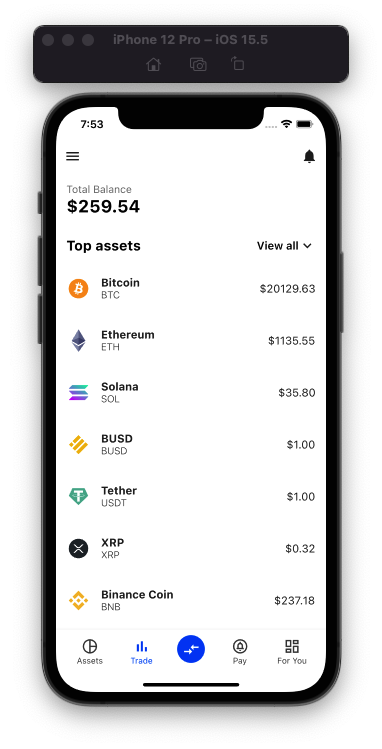 iPhone 12 Pro – iOS 15.5
7:53
Total Balance
$259.54
Top assets View all
Bitcoin
BTC $20129.63
Ethereum
ETH $1135.55
Solana
SOL $35.80
BUSD
BUSD $1.00
Tether
USDT $1.00
XRP
XRP $0.32
Binance Coin
BNB $237.18
Assets Trade Pay For You